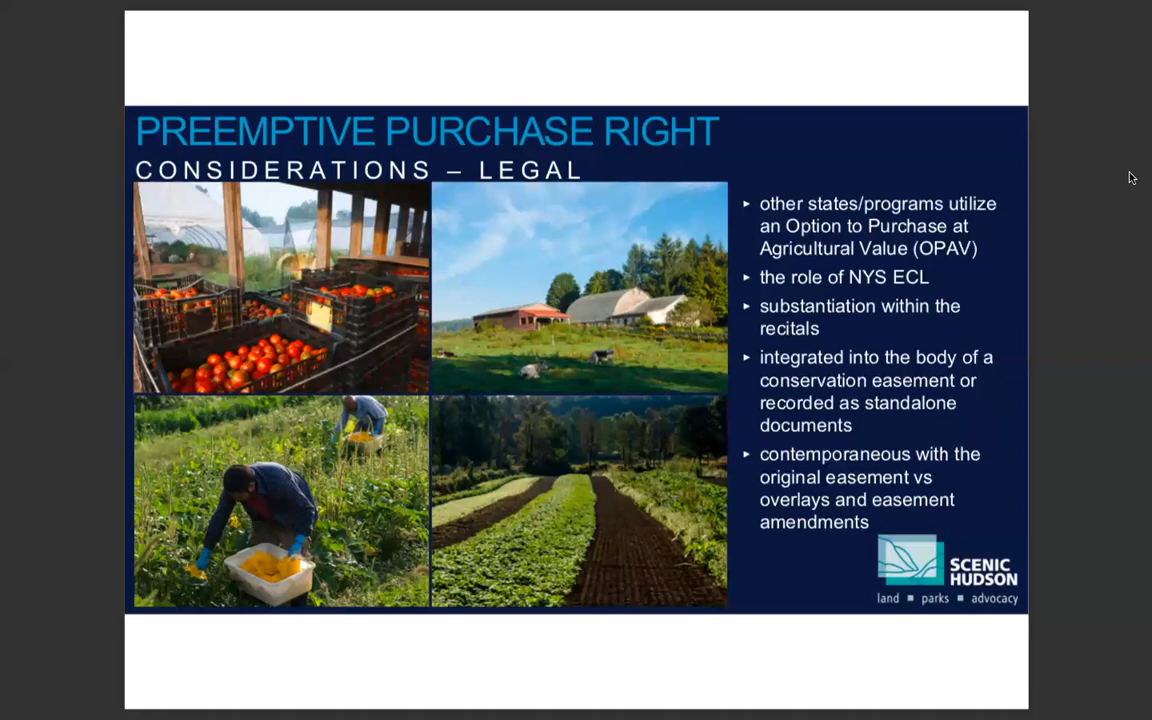 PREEMPTIVE PURCHASE RIGHT
CONSIDERATIONS – LEGAL
▸ other states/programs utilize
an Option to Purchase at
Agricultural Value (OPAV)
▸ the role of NYS ECL
▸ substantiation within the
recitals
▸ integrated into the body of a
conservation easement or
recorded as standalone
documents
▸ contemporaneous with the
original easement vs
overlays and easement
amendments
SCENIC
HUDSON
land ■ parks ■ advocacy